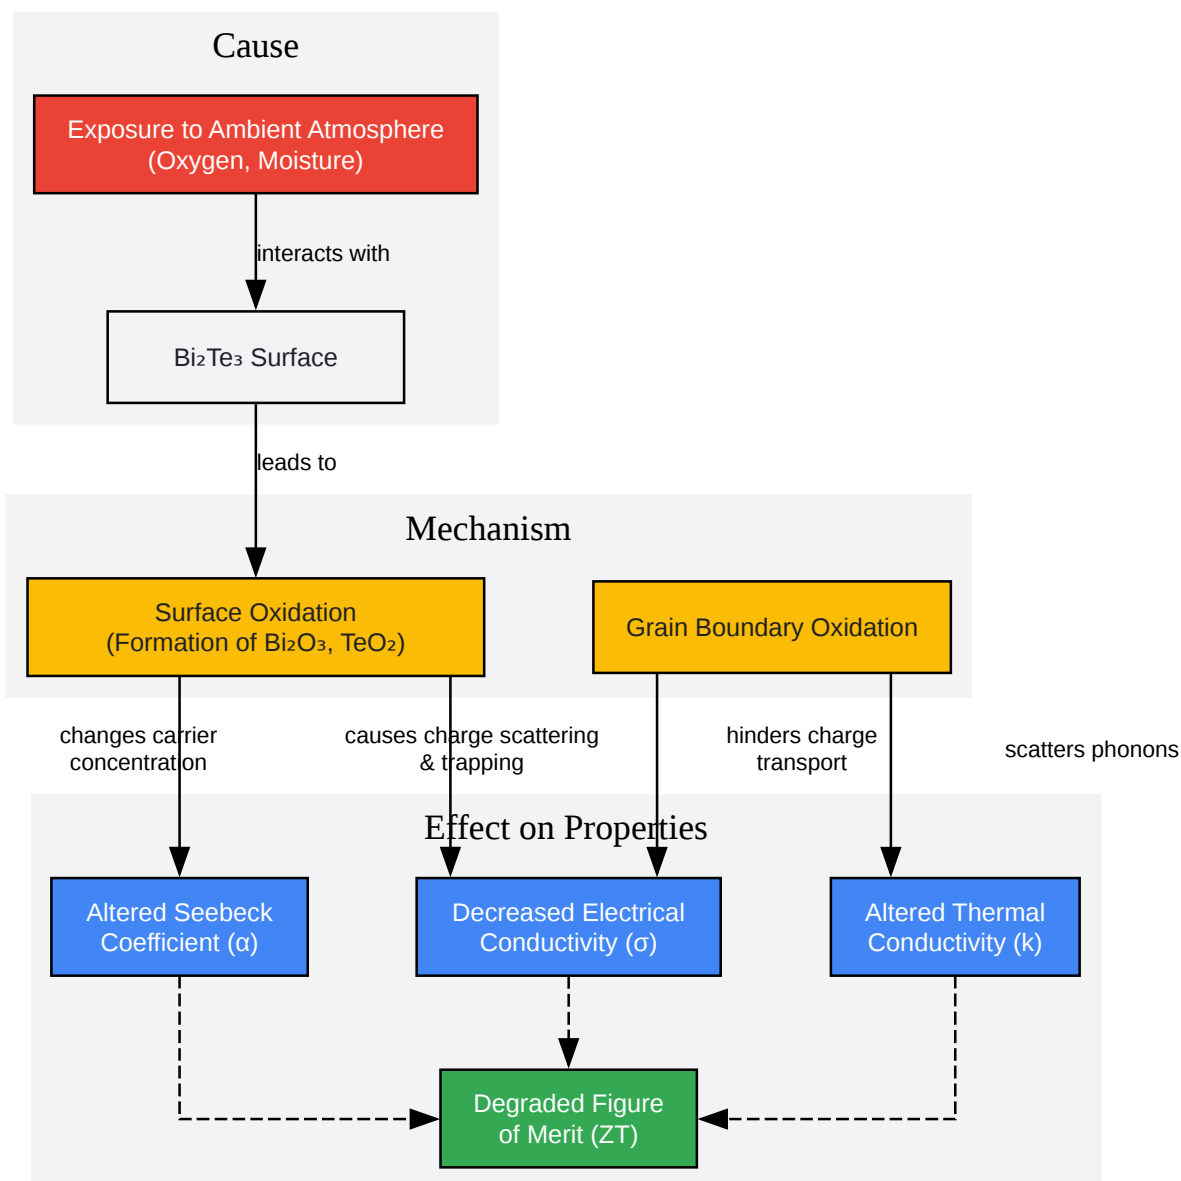 Cause
Exposure to Ambient Atmosphere
(Oxygen, Moisture)
interacts with
Bi₂Te₃ Surface
leads to
Mechanism
Surface Oxidation
(Formation of Bi₂O₃, TeO₂)
Grain Boundary Oxidation
changes carrier
concentration
causes charge scattering
& trapping
hinders charge
transport
scatters phonons
Effect on Properties
Altered Seebeck
Coefficient (α)
Decreased Electrical
Conductivity (σ)
Altered Thermal
Conductivity (k)
Degraded Figure
of Merit (ZT)